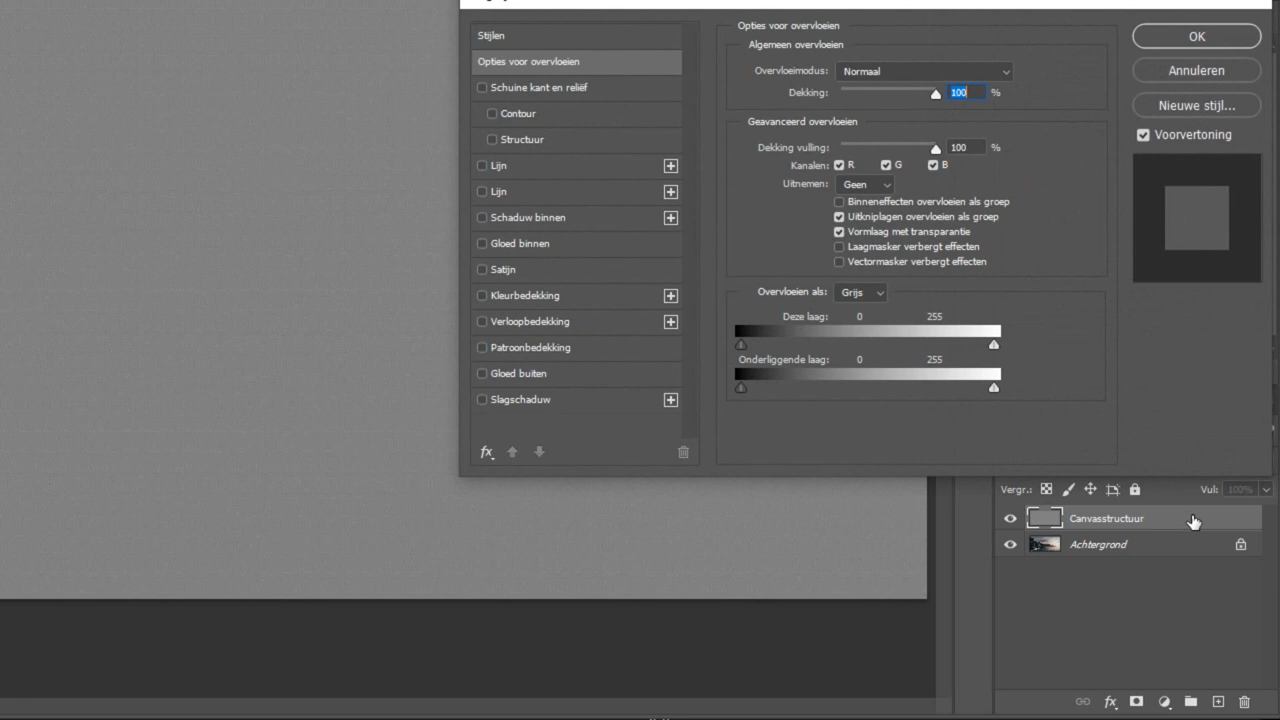 Stijlen
Opties voor overvloeien
Schuine kant en reliëf
Contour
Structuur
Lijn
Lijn
Schaduw binnen
Gloed binnen
Satijn
Kleurbedekking
Verloopbedekking
Patroonbedekking
Gloed buiten
Slagschaduw
fx
Opties voor overvloeien
Algemeen overvloeien
Overvloeimodus: Normaal
Dekking: 100 %
Geavanceerd overvloeien
Dekking vulling: 100 %
Kanalen: R G B
Uitnemen: Geen
Binneneffecten overvloeien als groep
Uitkniplagen overvloeien als groep
Vormlaag met transparantie
Laagmasker verbergt effecten
Vectormasker verbergt effecten
Overvloeien als: Grijs
Deze laag: 0 255
Onderliggende laag: 0 255
OK
Annuleren
Nieuwe stijl...
Voorvertoning
Vergr.: Vul: 100%
Canvasstructuur
Achtergrond
fx